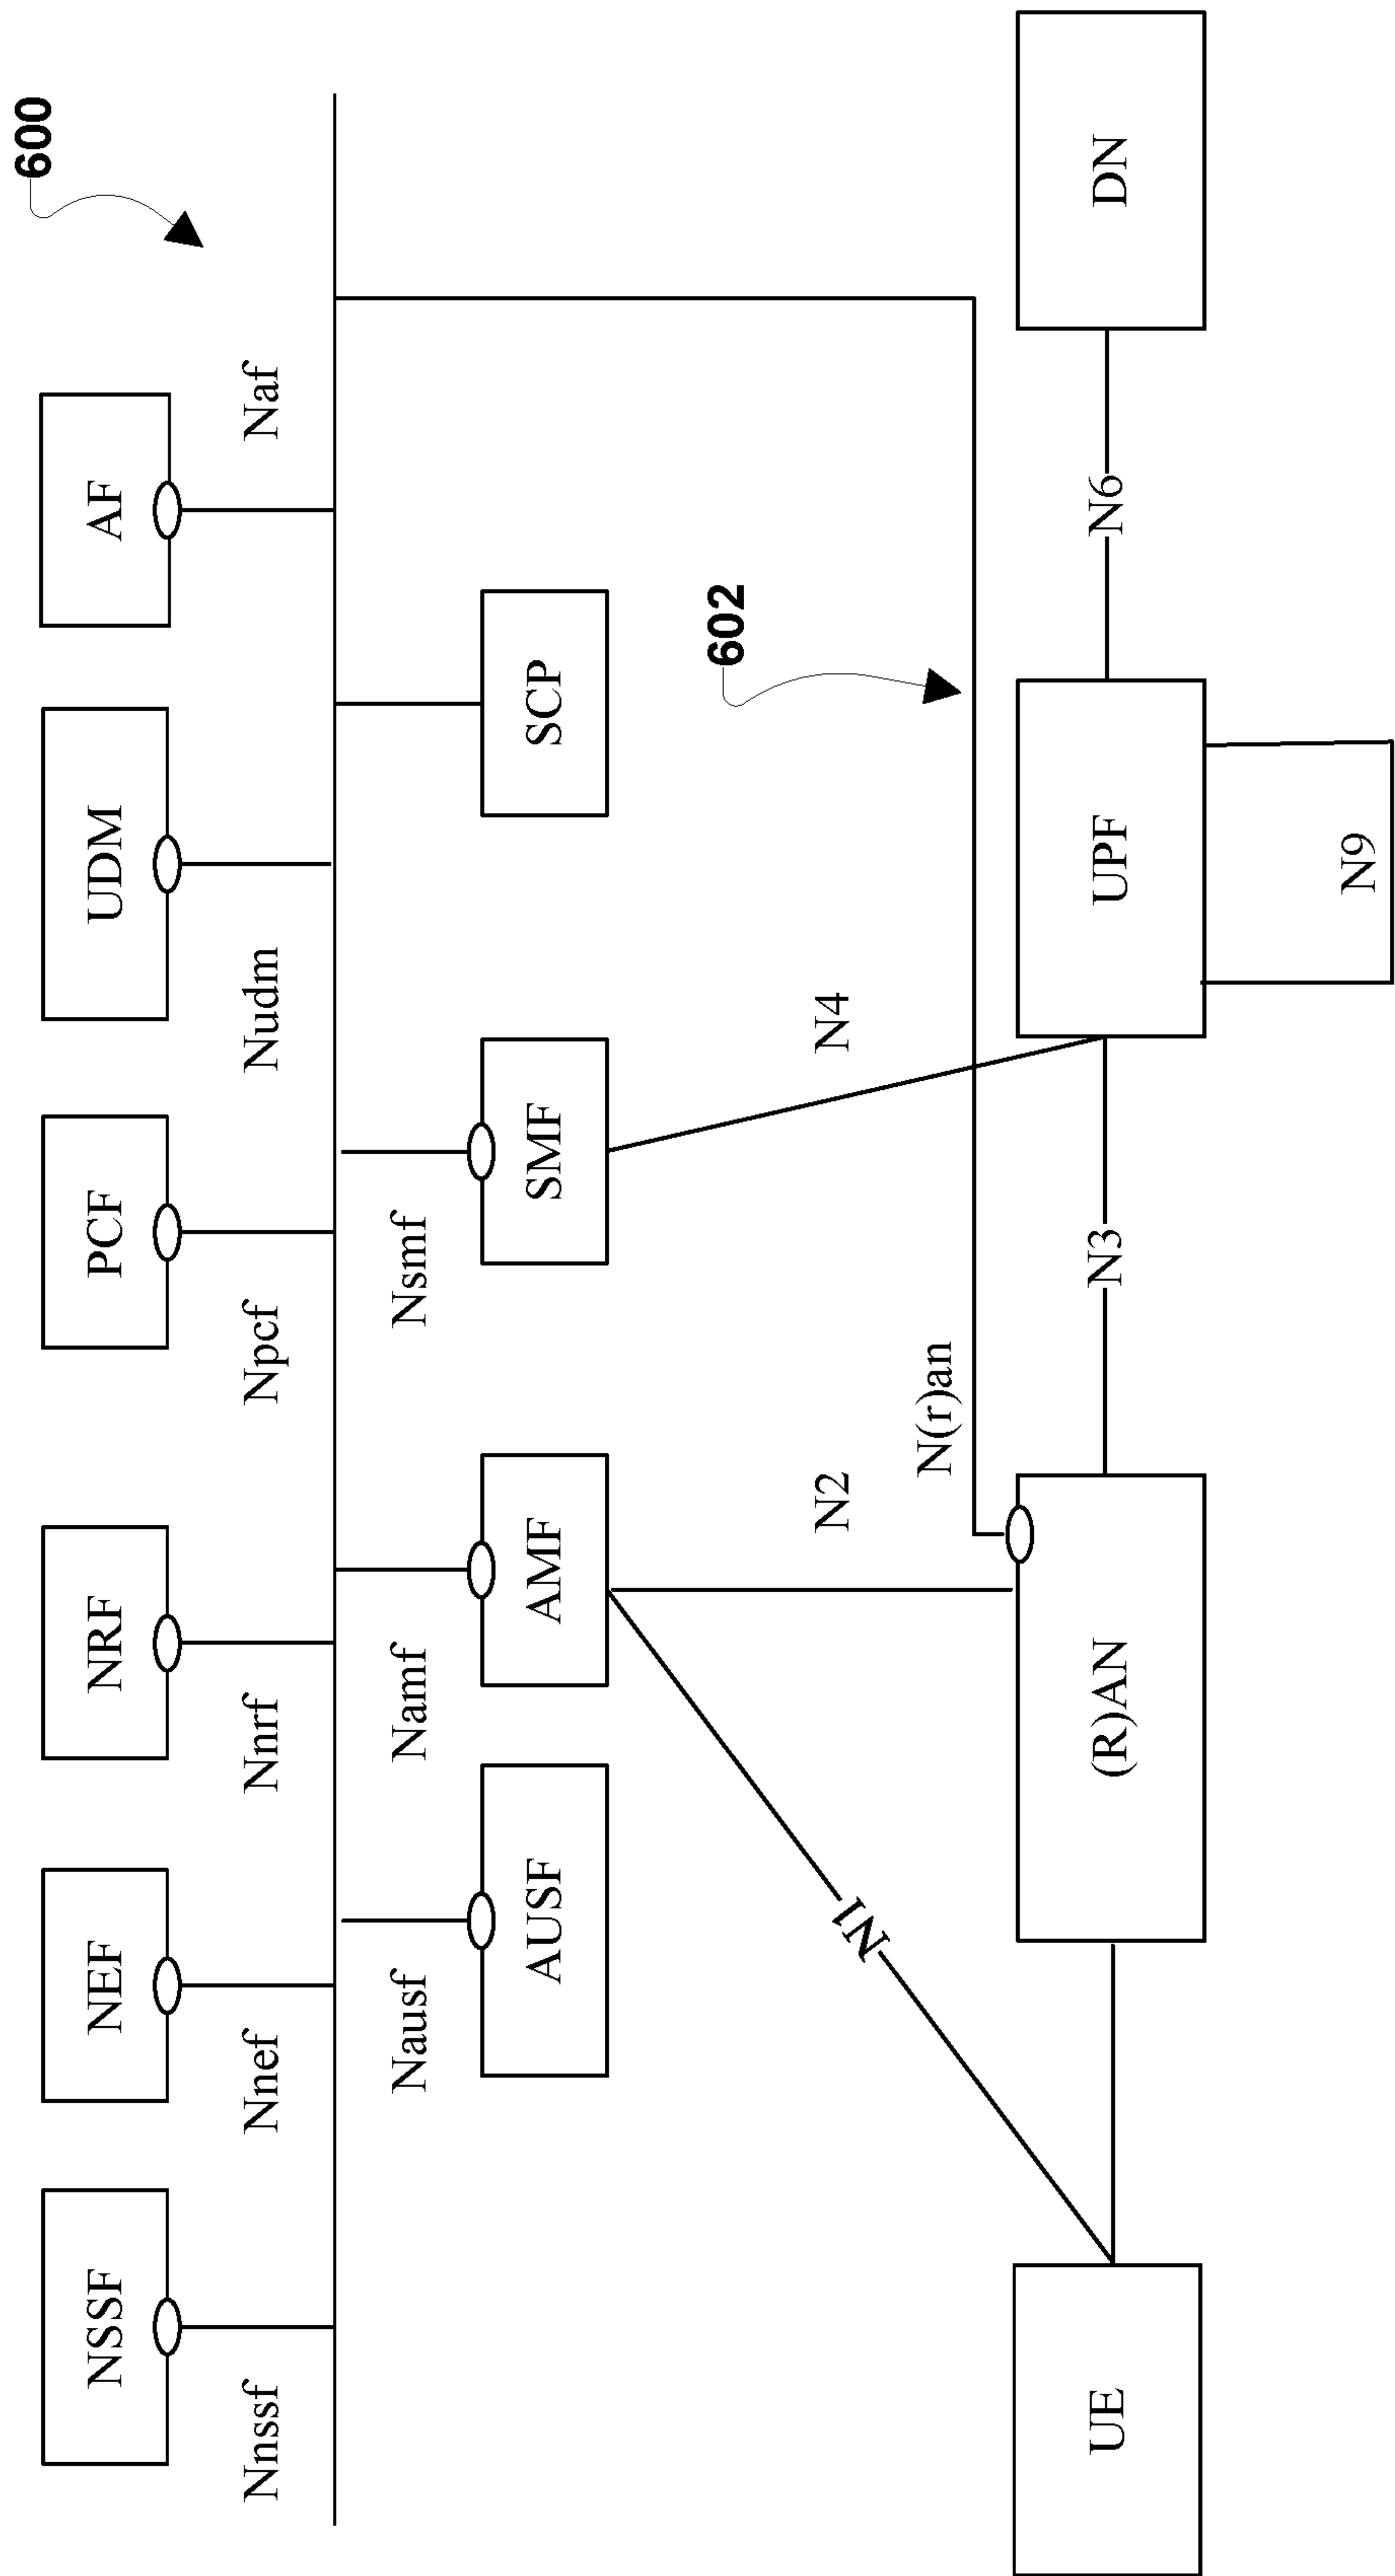 600
NSSF
NEF
NRF
PCF
UDM
AF
Nnssf
Nnef
Nnrf
Npcf
Nudm
Naf
Nausf
Namf
Nsmf
AUSF
AMF
SMF
SCP
602
N1
N2
N4
N(r)an
UE
(R)AN
N3
UPF
N6
DN
N9